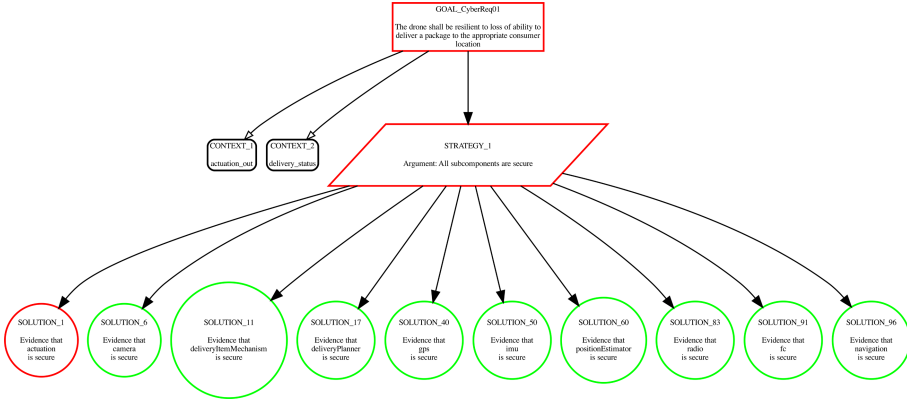 GOAL_CyberReq01
The drone shall be resilient to loss of ability to
deliver a package to the appropriate consumer
location
CONTEXT_1
actuation_out
CONTEXT_2
delivery_status
STRATEGY_1
Argument: All subcomponents are secure
SOLUTION_1
Evidence that
actuation
is secure
SOLUTION_6
Evidence that
camera
is secure
SOLUTION_11
Evidence that
deliveryItemMechanism
is secure
SOLUTION_17
Evidence that
deliveryPlanner
is secure
SOLUTION_40
Evidence that
gps
is secure
SOLUTION_50
Evidence that
imu
is secure
SOLUTION_60
Evidence that
positionEstimator
is secure
SOLUTION_83
Evidence that
radio
is secure
SOLUTION_91
Evidence that
fc
is secure
SOLUTION_96
Evidence that
navigation
is secure